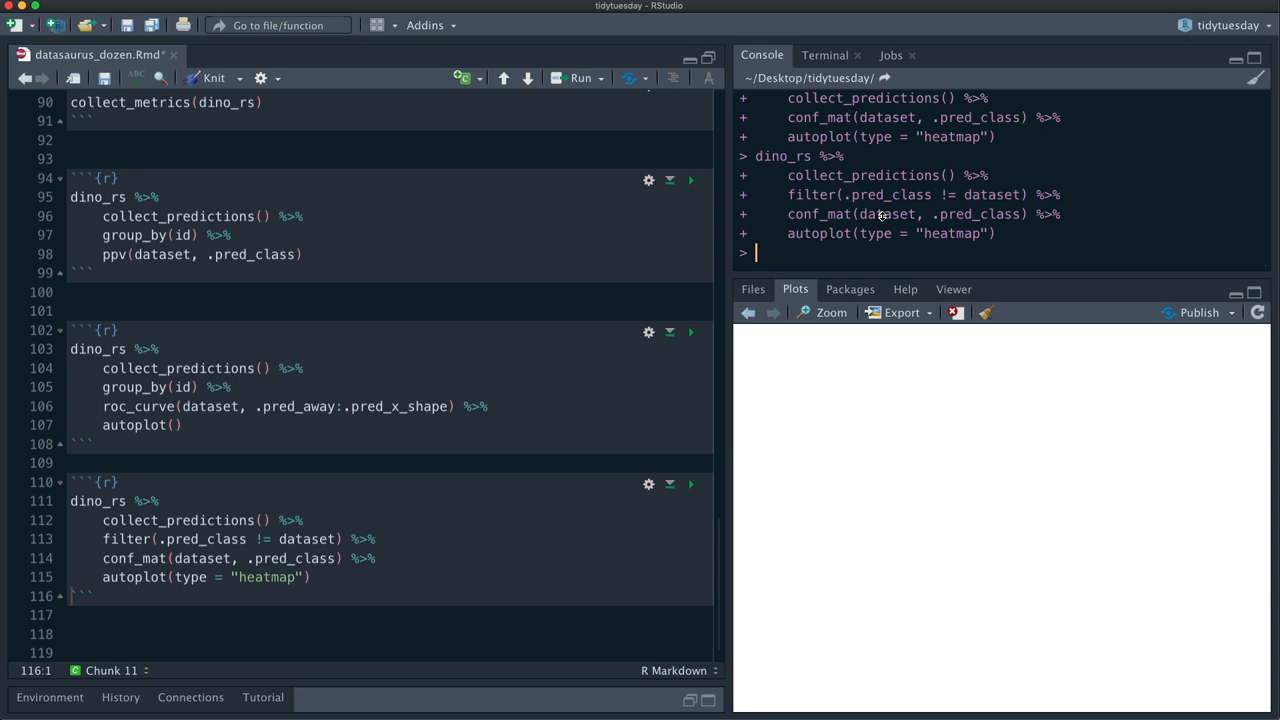 tidytuesday - RStudio
Go to file/function
Addins
tidytuesday
datasaurus_dozen.Rmd*
ABC
Knit
Run
90 collect_metrics(dino_rs)
91 ```
92
93
94 ```{r}
95 dino_rs %>%
96 collect_predictions() %>%
97 group_by(id) %>%
98 ppv(dataset, .pred_class)
99 ```
100
101
102 ```{r}
103 dino_rs %>%
104 collect_predictions() %>%
105 group_by(id) %>%
106 roc_curve(dataset, .pred_away:.pred_x_shape) %>%
107 autoplot()
108 ```
109
110 ```{r}
111 dino_rs %>%
112 collect_predictions() %>%
113 filter(.pred_class != dataset) %>%
114 conf_mat(dataset, .pred_class) %>%
115 autoplot(type = "heatmap")
116 ```
117
118
119
116:1 Chunk 11 R Markdown
Environment History Connections Tutorial
Console Terminal Jobs
~/Desktop/tidytuesday/
+ collect_predictions() %>%
+ conf_mat(dataset, .pred_class) %>%
+ autoplot(type = "heatmap")
> dino_rs %>%
+ collect_predictions() %>%
+ filter(.pred_class != dataset) %>%
+ conf_mat(dataset, .pred_class) %>%
+ autoplot(type = "heatmap")
>
Files Plots Packages Help Viewer
Zoom Export Publish